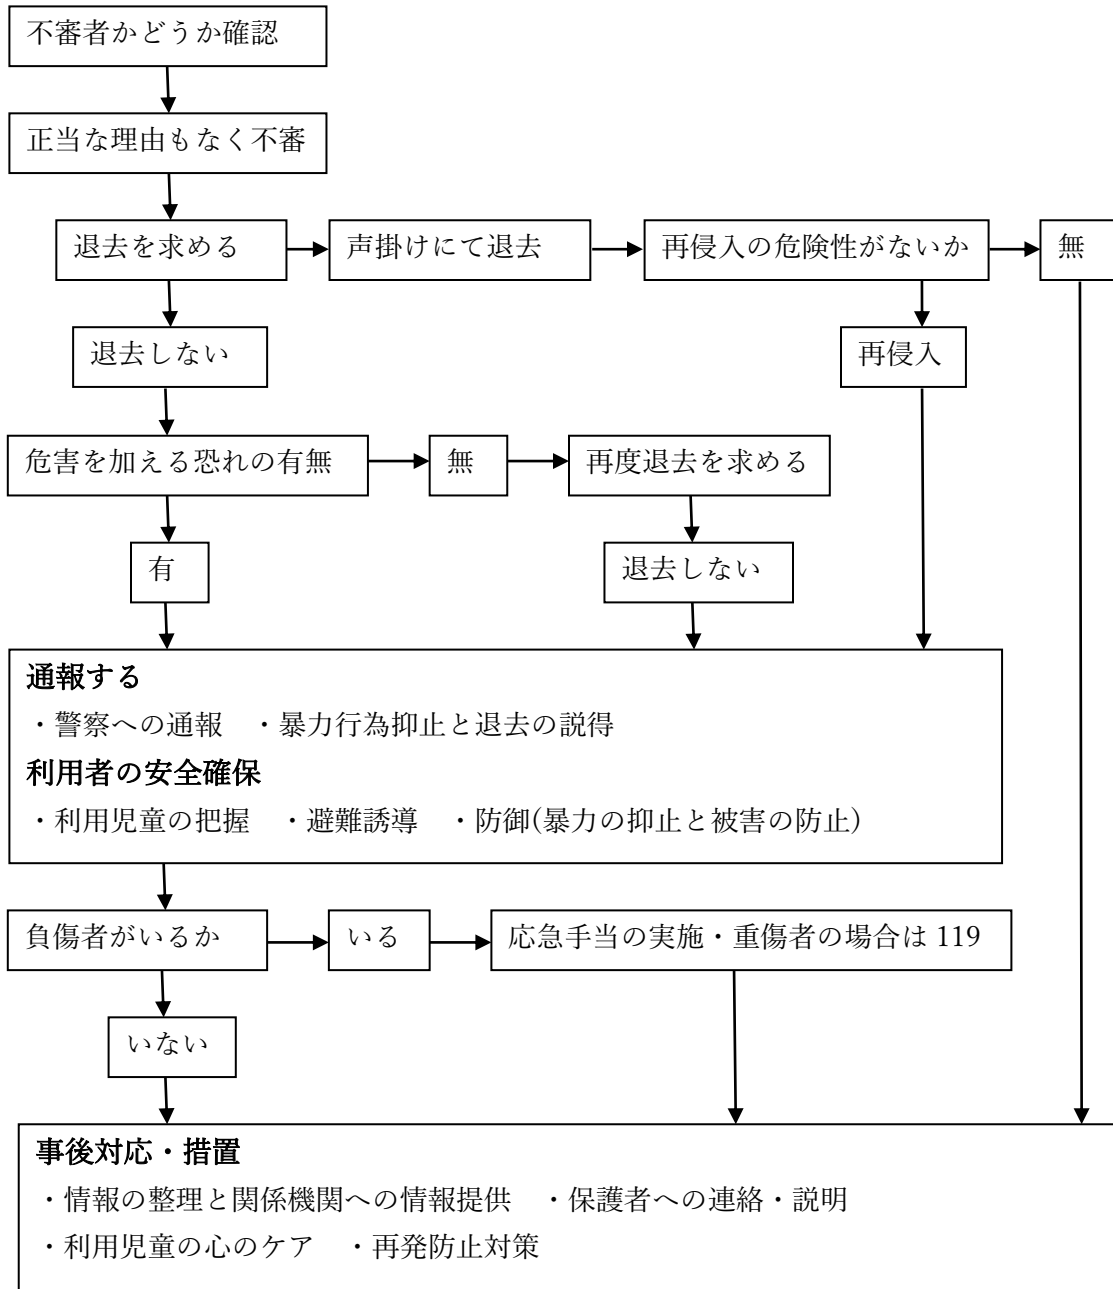 不審者かどうか確認
正当な理由もなく不審
退去を求める
声掛けにて退去
再侵入の危険性がないか
無
退去しない
再侵入
危害を加える恐れの有無
無
再度退去を求める
有
退去しない
通報する
・警察への通報　・暴力行為抑止と退去の説得
利用者の安全確保
・利用児童の把握　・避難誘導　・防御(暴力の抑止と被害の防止)
負傷者がいるか
いる
応急手当の実施・重傷者の場合は 119
いない
事後対応・措置
・情報の整理と関係機関への情報提供　・保護者への連絡・説明
・利用児童の心のケア　・再発防止対策